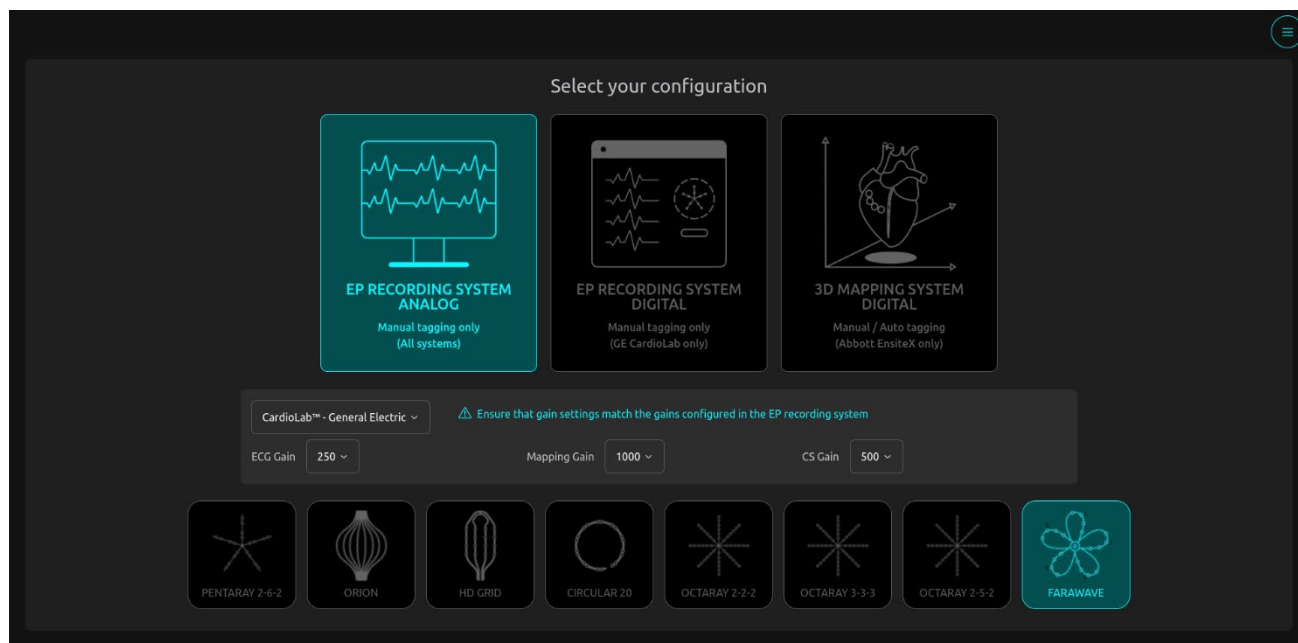 Select your configuration
EP RECORDING SYSTEM
ANALOG
Manual tagging only
(All systems)
EP RECORDING SYSTEM
DIGITAL
Manual tagging only
(GE CardioLab only)
3D MAPPING SYSTEM
DIGITAL
Manual / Auto tagging
(Abbott EnsiteX only)
CardioLab™ - General Electric
Ensure that gain settings match the gains configured in the EP recording system
ECG Gain 250
Mapping Gain 1000
CS Gain 500
PENTARAY 2-6-2
ORION
HD GRID
CIRCULAR 20
OCTARAY 2-2-2
OCTARAY 3-3-3
OCTARAY 2-5-2
FARAWAVE